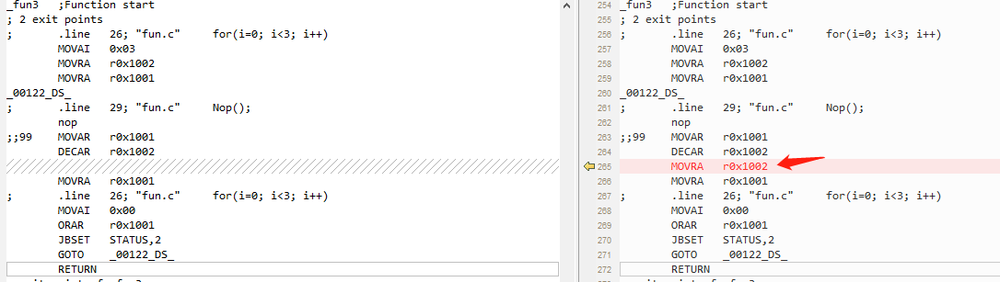 _fun3   ;Function start
; 2 exit points
;       .line   26; "fun.c"     for(i=0; i<3; i++)
        MOVAI   0x03
        MOVRA   r0x1002
        MOVRA   r0x1001
_00122_DS_
;       .line   29; "fun.c"     Nop();
        nop
;;99    MOVAR   r0x1001
        DECAR   r0x1002
        MOVRA   r0x1001
;       .line   26; "fun.c"     for(i=0; i<3; i++)
        MOVAI   0x00
        ORAR    r0x1001
        JBSET   STATUS,2
        GOTO    _00122_DS_
        RETURN
254 _fun3   ;Function start
255 ; 2 exit points
256 ;       .line   26; "fun.c"     for(i=0; i<3; i++)
257         MOVAI   0x03
258         MOVRA   r0x1002
259         MOVRA   r0x1001
260 _00122_DS_
261 ;       .line   29; "fun.c"     Nop();
262         nop
263 ;;99    MOVAR   r0x1001
264         DECAR   r0x1002
265         MOVRA   r0x1002
266         MOVRA   r0x1001
267 ;       .line   26; "fun.c"     for(i=0; i<3; i++)
268         MOVAI   0x00
269         ORAR    r0x1001
270         JBSET   STATUS,2
271         GOTO    _00122_DS_
272         RETURN